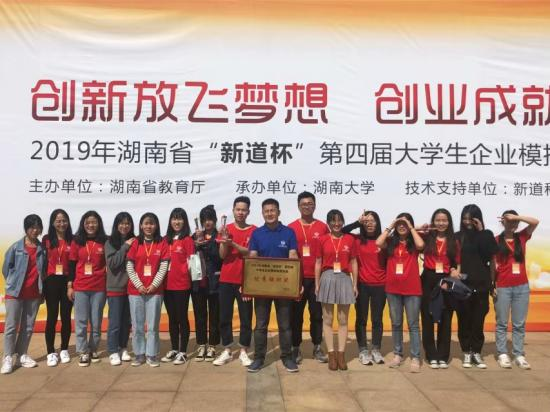 创新放飞梦想 创业成就
2019年湖南省“新道杯”第四届大学生企业模拟
主办单位：湖南省教育厅 承办单位：湖南大学 技术支持单位：新道科